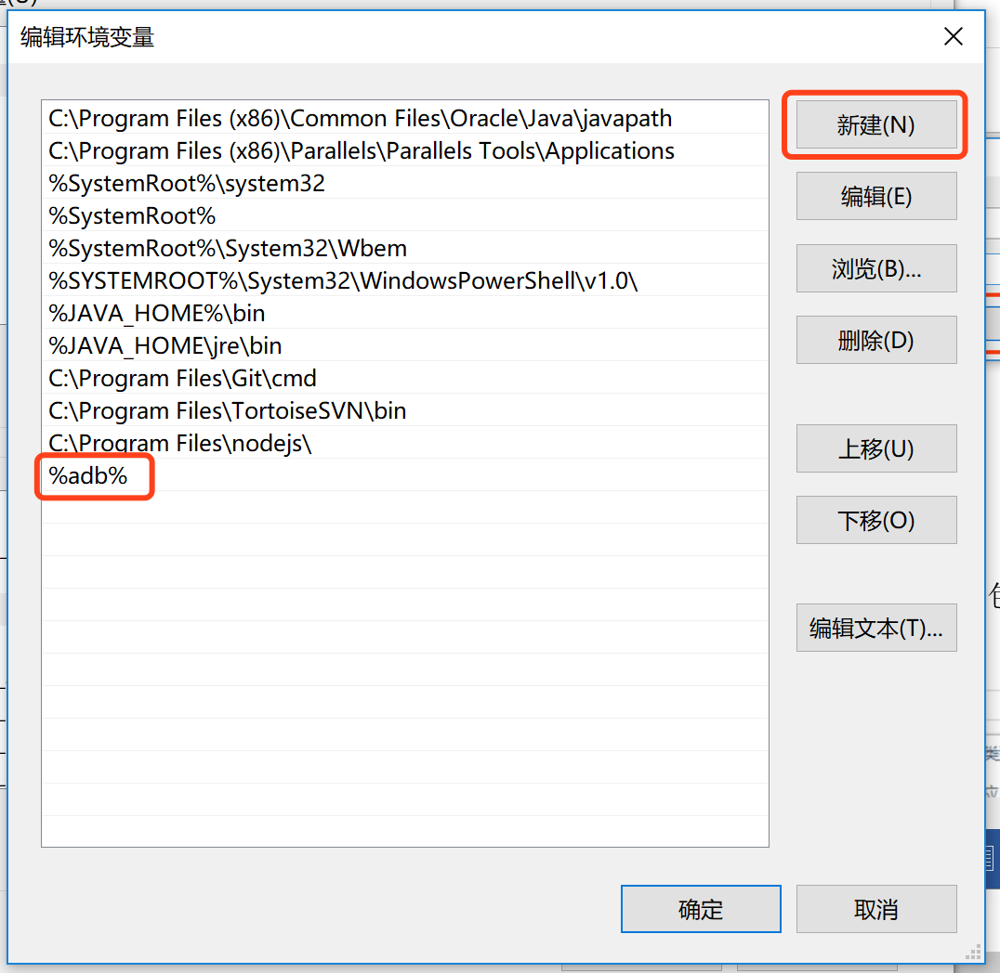 编辑环境变量
C:\Program Files (x86)\Common Files\Oracle\Java\javapath
C:\Program Files (x86)\Parallels\Parallels Tools\Applications
%SystemRoot%\system32
%SystemRoot%
%SystemRoot%\System32\Wbem
%SYSTEMROOT%\System32\WindowsPowerShell\v1.0\
%JAVA_HOME%\bin
%JAVA_HOME\jre\bin
C:\Program Files\Git\cmd
C:\Program Files\TortoiseSVN\bin
C:\Program Files\nodejs\
%adb%
新建(N)
编辑(E)
浏览(B)...
删除(D)
上移(U)
下移(O)
编辑文本(T)...
确定
取消